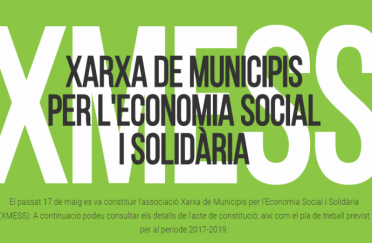 XMESS
XARXA DE MUNICIPIS
PER L'ECONOMIA SOCIAL
I SOLIDÀRIA
El passat 17 de maig es va constituir l'associació Xarxa de Municipis per l'Economia Social i Solidària
(XMESS). A continuació podeu consultar els detalls de l'acte de constitució, així com el pla de treball previst
per al període 2017-2019.